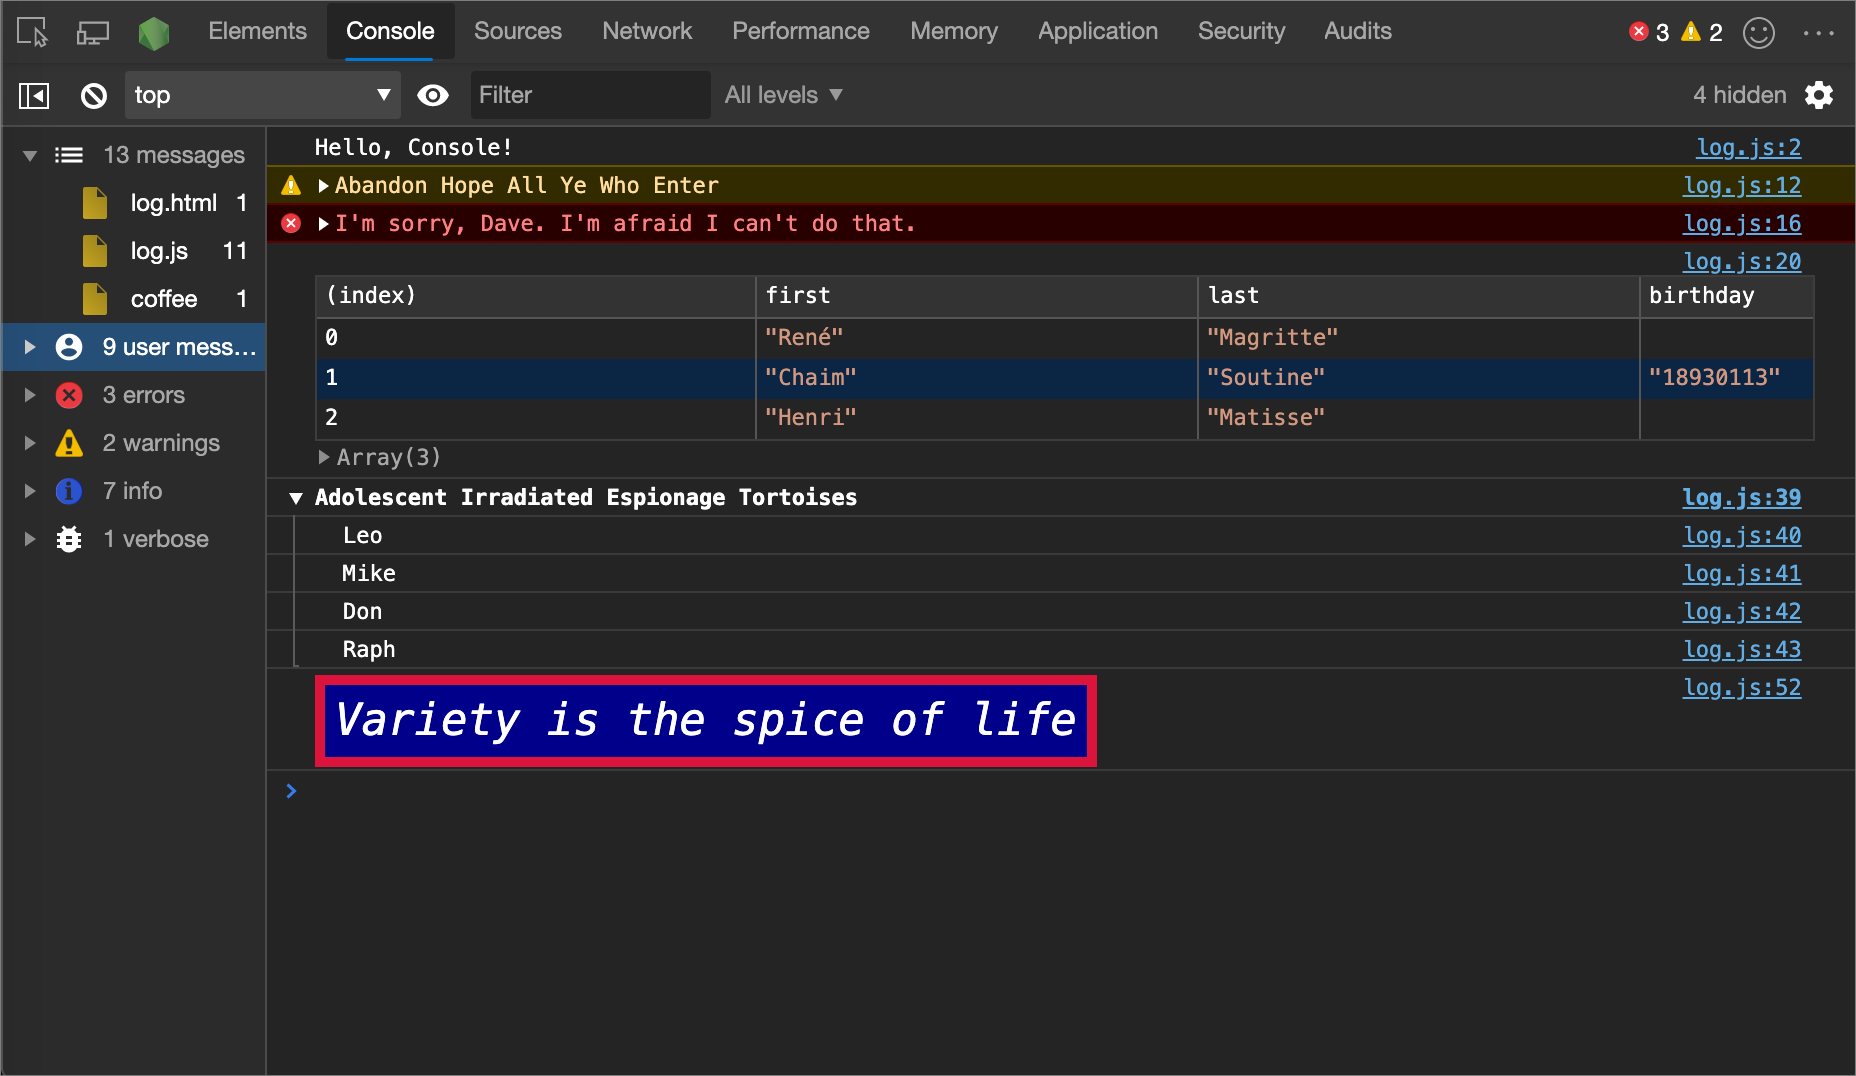 Elements Console Sources Network Performance Memory Application Security Audits 3 2
top Filter All levels 4 hidden
13 messages
log.html 1
log.js 11
coffee 1
9 user mess...
3 errors
2 warnings
7 info
1 verbose
Hello, Console! log.js:2
Abandon Hope All Ye Who Enter log.js:12
I'm sorry, Dave. I'm afraid I can't do that. log.js:16
log.js:20
(index) first last birthday
0 "René" "Magritte"
1 "Chaim" "Soutine" "18930113"
2 "Henri" "Matisse"
Array(3)
Adolescent Irradiated Espionage Tortoises log.js:39
Leo log.js:40
Mike log.js:41
Don log.js:42
Raph log.js:43
Variety is the spice of life log.js:52